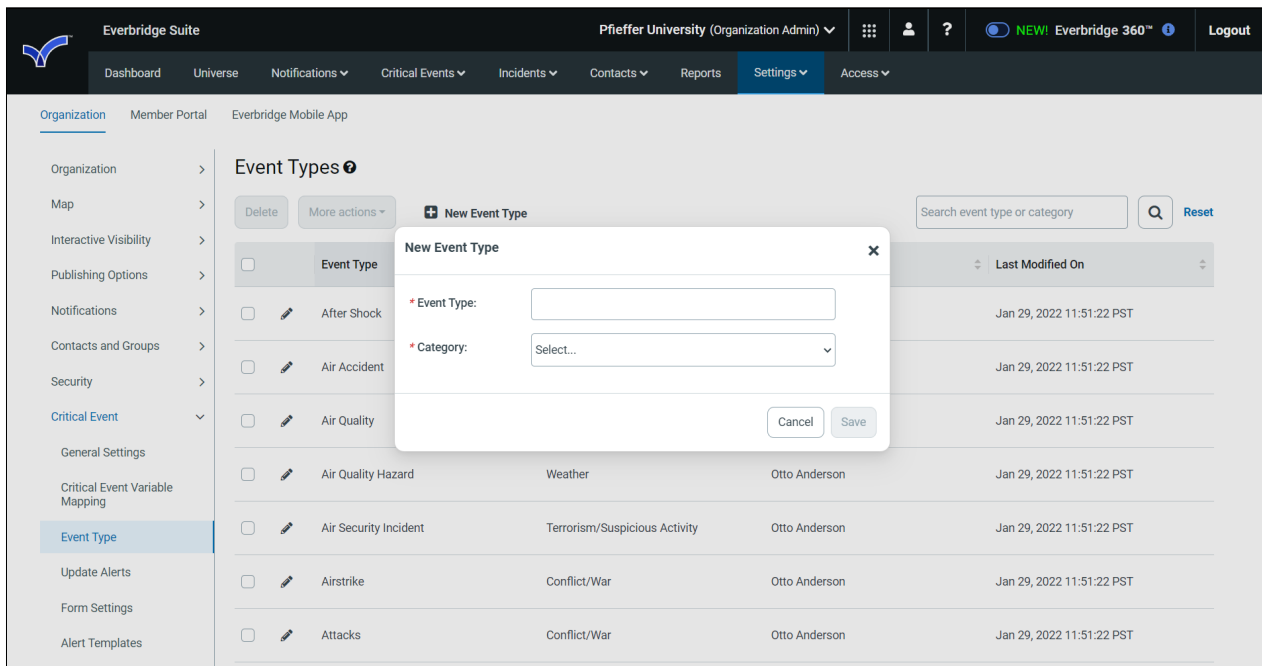 Everbridge Suite
Pfieffer University (Organization Admin)
?
NEW! Everbridge 360™
Logout
Dashboard Universe Notifications Critical Events Incidents Contacts Reports Settings Access
Organization Member Portal Everbridge Mobile App
Organization
Map
Interactive Visibility
Publishing Options
Notifications
Contacts and Groups
Security
Critical Event
General Settings
Critical Event Variable
Mapping
Event Type
Update Alerts
Form Settings
Alert Templates
Event Types
Delete More actions New Event Type
Search event type or category
Reset
Event Type Last Modified On
After Shock Jan 29, 2022 11:51:22 PST
Air Accident Jan 29, 2022 11:51:22 PST
Air Quality Jan 29, 2022 11:51:22 PST
Air Quality Hazard Weather Otto Anderson Jan 29, 2022 11:51:22 PST
Air Security Incident Terrorism/Suspicious Activity Otto Anderson Jan 29, 2022 11:51:22 PST
Airstrike Conflict/War Otto Anderson Jan 29, 2022 11:51:22 PST
Attacks Conflict/War Otto Anderson Jan 29, 2022 11:51:22 PST
New Event Type
* Event Type:
* Category: Select...
Cancel Save